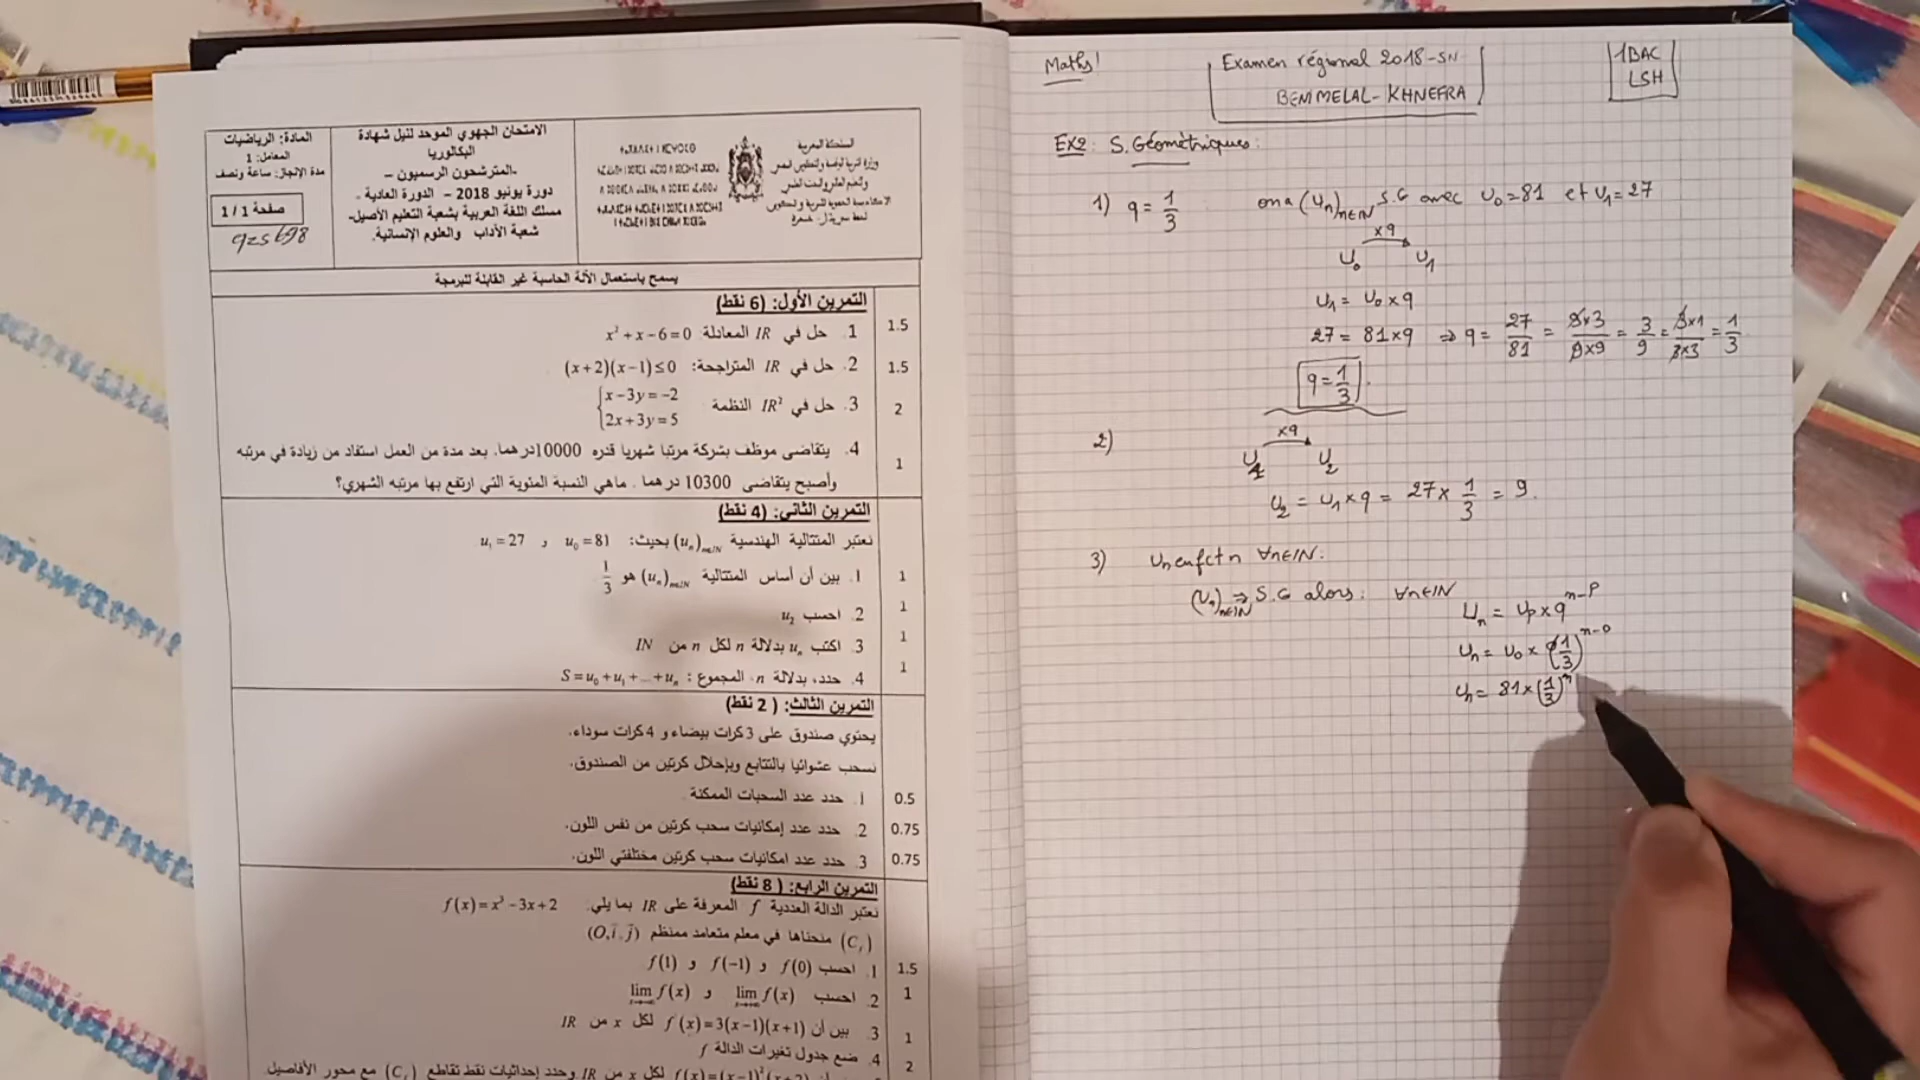 الامتحان الجهوي الموحد لنيل شهادة
البكالوريا
-المترشحون الرسميون -
دورة يونيو 2018 - الدورة العادية -
مسلك اللغة العربية بشعبة التعليم الأصيل-
شعبة الآداب والعلوم الإنسانية.
المادة: الرياضيات
المعامل: 1
مدة الإنجاز: ساعة ونصف
صفحة 1 / 1
المملكة المغربية
يسمح باستعمال الآلة الحاسبة غير القابلة للبرمجة
التمرين الأول: (6 نقط)
1. حل في IR المعادلة x² + x - 6 = 0 1.5
2. حل في IR المتراجحة: (x+2)(x-1) ≤ 0 1.5
3. حل في IR² النظمة { x - 3y = -2 2
2x + 3y = 5
4. يتقاضى موظف بشركة مرتبا شهريا قدره 10000 درهما. بعد مدة من العمل استفاد من زيادة في مرتبه 1
وأصبح يتقاضى 10300 درهما. ماهي النسبة المئوية التي ارتفع بها مرتبه الشهري؟
التمرين الثاني: (4 نقط)
نعتبر المتتالية الهندسية (uₙ)n∈IN بحيث: u₀ = 81 و u₁ = 27
1. بين أن أساس المتتالية (uₙ)n∈IN هو 1/3 1
2. احسب u₂ 1
3. اكتب uₙ بدلالة n لكل n من IN 1
4. حدد، بدلالة n، المجموع: S = u₀ + u₁ + ... + uₙ 1
التمرين الثالث: ( 2 نقط)
يحتوي صندوق على 3 كرات بيضاء و 4 كرات سوداء.
نسحب عشوائيا بالتتابع وبإحلال كرتين من الصندوق.
1. حدد عدد السحبات الممكنة. 0.5
2. حدد عدد إمكانيات سحب كرتين من نفس اللون. 0.75
3. حدد عدد امكانيات سحب كرتين مختلفتي اللون. 0.75
التمرين الرابع: ( 8 نقط)
نعتبر الدالة العددية f المعرفة على IR بما يلي: f(x) = x³ - 3x + 2
(C_f) منحناها في معلم متعامد ممنظم (O, i, j)
1. احسب f(0) و f(-1) و f(1) 1.5
2. احسب lim f(x) و lim f(x) 1
3. بين أن f'(x) = 3(x-1)(x+1) لكل x من IR 1
4. ضع جدول تغيرات الدالة f 2
Maths!
Examen régional 2018-SN
BENIMELAL-KHNEFRA
1BAC
LSH
EX2: S. Géométriques:
1) q = 1/3 on a (Un)n∈IN S.G avec U0=81 et U1=27
U0 ×q U1
U1 = U0 × q
27 = 81×q ⇒ q = 27/81 = 9×3/9×9 = 3/9 = 3×1/3×3 = 1/3
q = 1/3.
2) U1 ×q U2
U2 = U1 × q = 27 × 1/3 = 9.
3) Un en fct n ∀n∈IN.
(Un)n∈IN → S.G alors: ∀n∈IN
Un = Up × q^(n-p)
Un = U0 × (1/3)^(n-0)
Un = 81 × (1/3)^n